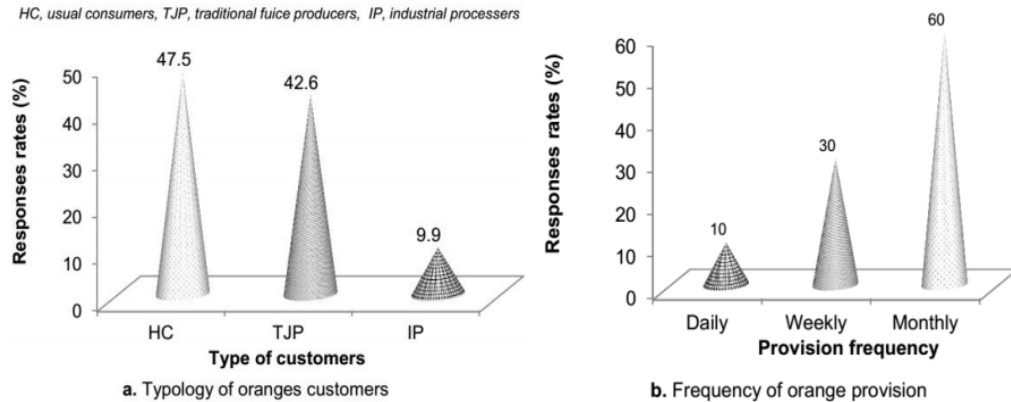 HC, usual consumers, TJP, traditional fuice producers, IP, industrial processers
Responses rates (%)
50
40
30
20
10
0
47.5
42.6
9.9
HC TJP IP
Type of customers
a. Typology of oranges customers
Responses rates (%)
60
50
40
30
20
10
0
10
30
60
Daily Weekly Monthly
Provision frequency
b. Frequency of orange provision